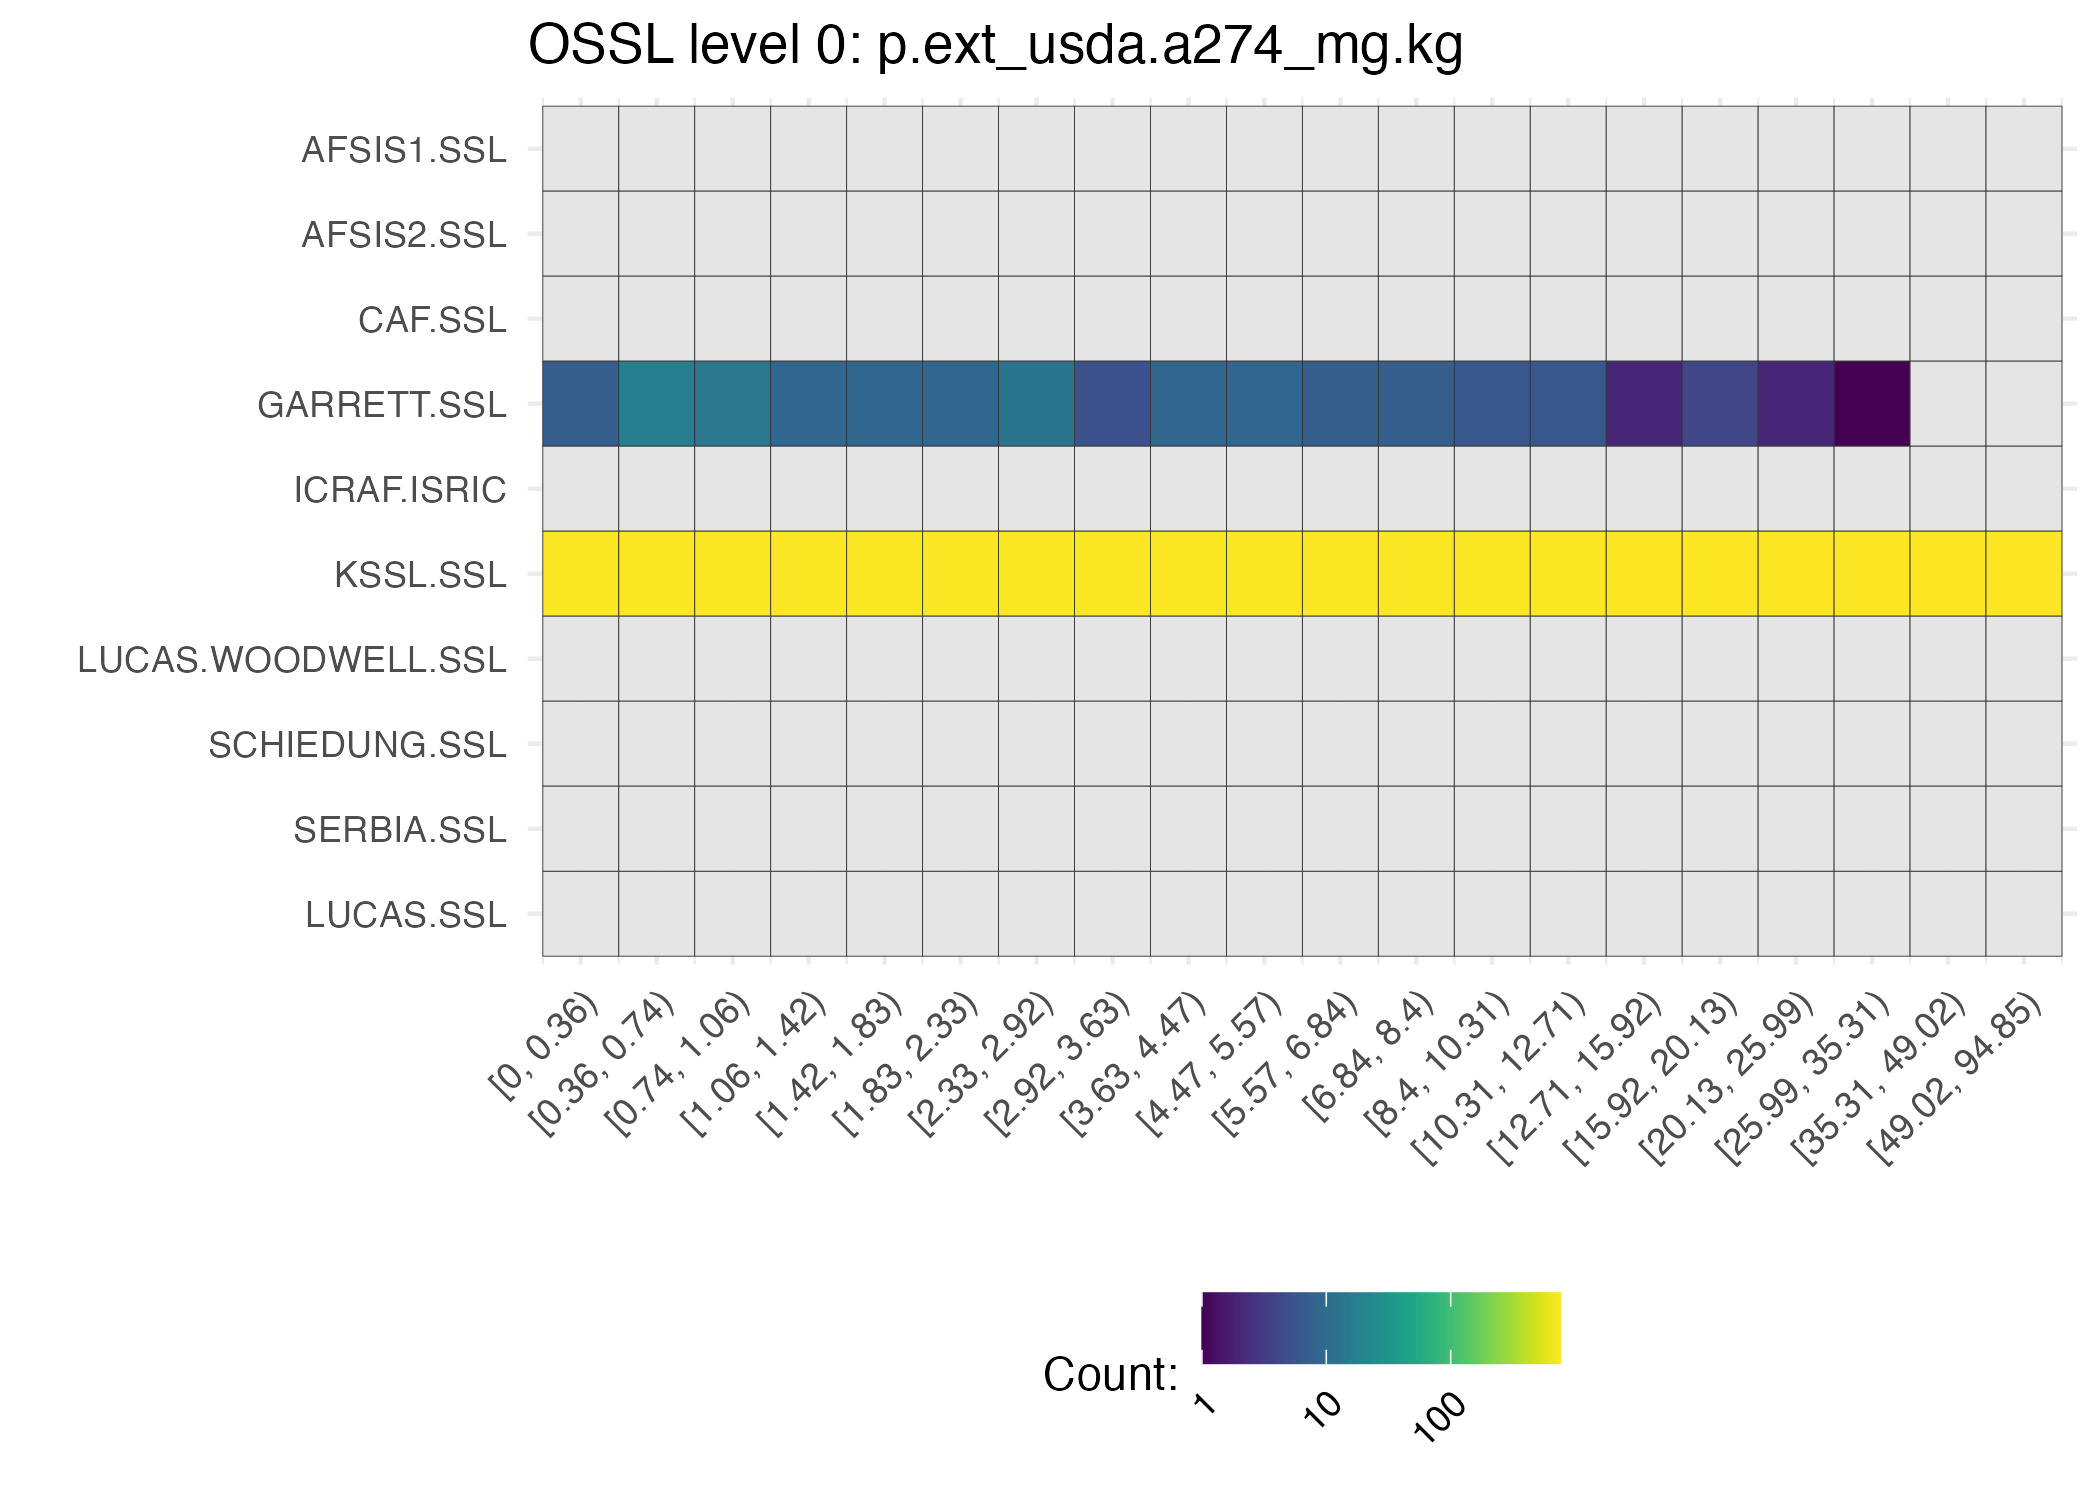 OSSL level 0: p.ext_usda.a274_mg.kg
AFSIS1.SSL
AFSIS2.SSL
CAF.SSL
GARRETT.SSL
ICRAF.ISRIC
KSSL.SSL
LUCAS.WOODWELL.SSL
SCHIEDUNG.SSL
SERBIA.SSL
LUCAS.SSL
[0, 0.36)
[0.36, 0.74)
[0.74, 1.06)
[1.06, 1.42)
[1.42, 1.83)
[1.83, 2.33)
[2.33, 2.92)
[2.92, 3.63)
[3.63, 4.47)
[4.47, 5.57)
[5.57, 6.84)
[6.84, 8.4)
[8.4, 10.31)
[10.31, 12.71)
[12.71, 15.92)
[15.92, 20.13)
[20.13, 25.99)
[25.99, 35.31)
[35.31, 49.02)
[49.02, 94.85)
Count:
1
10
100